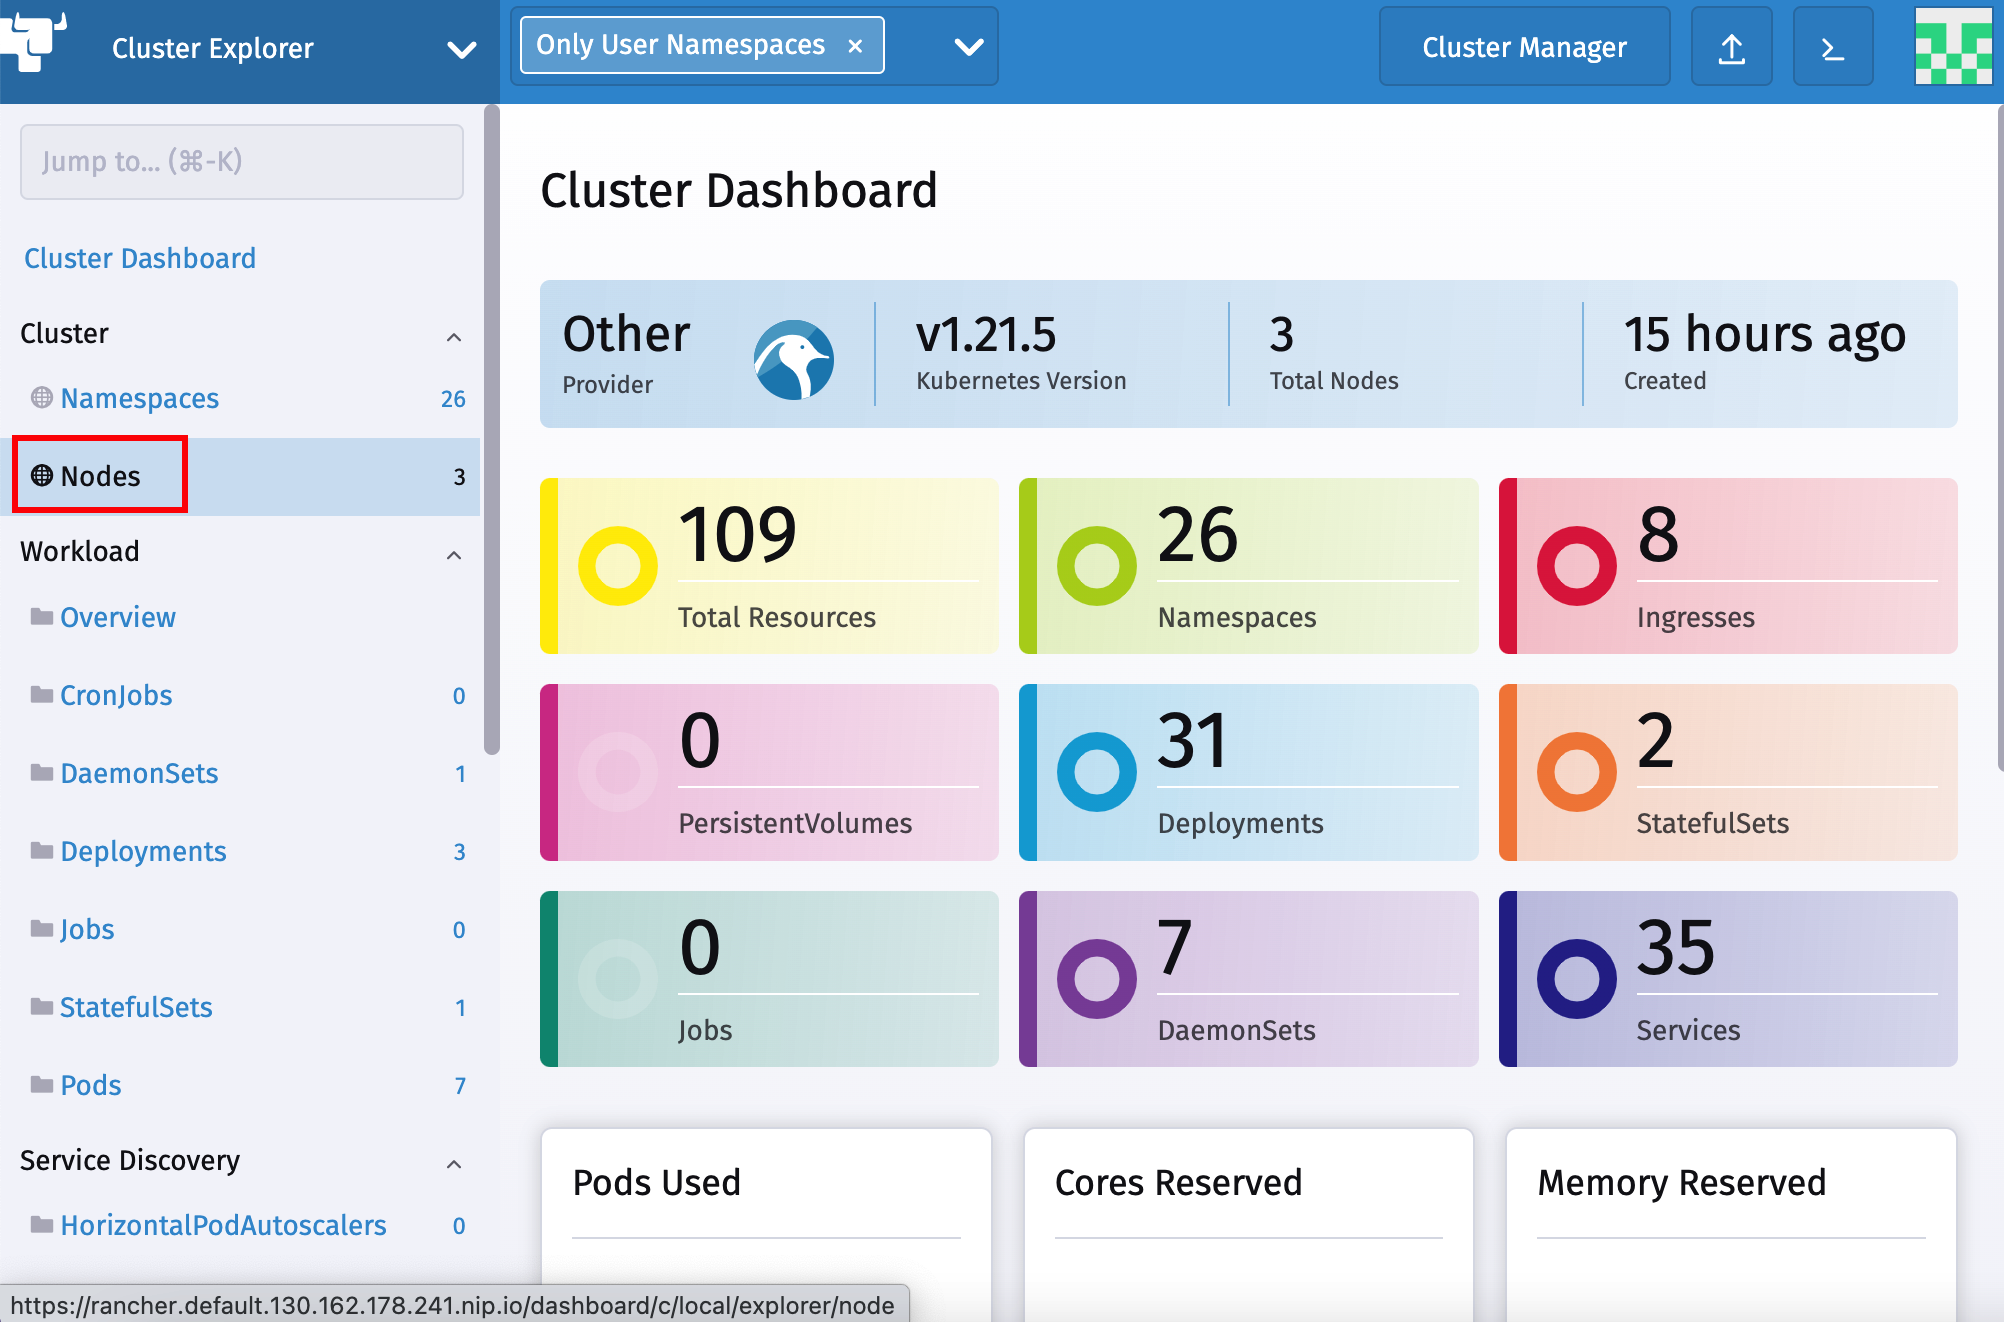 Cluster Explorer
Only User Namespaces ×
Cluster Manager
Jump to... (⌘-K)
Cluster Dashboard
Cluster
Namespaces 26
Nodes 3
Workload
Overview
CronJobs 0
DaemonSets 1
Deployments 3
Jobs 0
StatefulSets 1
Pods 7
Service Discovery
HorizontalPodAutoscalers 0
https://rancher.default.130.162.178.241.nip.io/dashboard/c/local/explorer/node
Cluster Dashboard
Other
Provider
v1.21.5
Kubernetes Version
3
Total Nodes
15 hours ago
Created
109
Total Resources
26
Namespaces
8
Ingresses
0
PersistentVolumes
31
Deployments
2
StatefulSets
0
Jobs
7
DaemonSets
35
Services
Pods Used
Cores Reserved
Memory Reserved